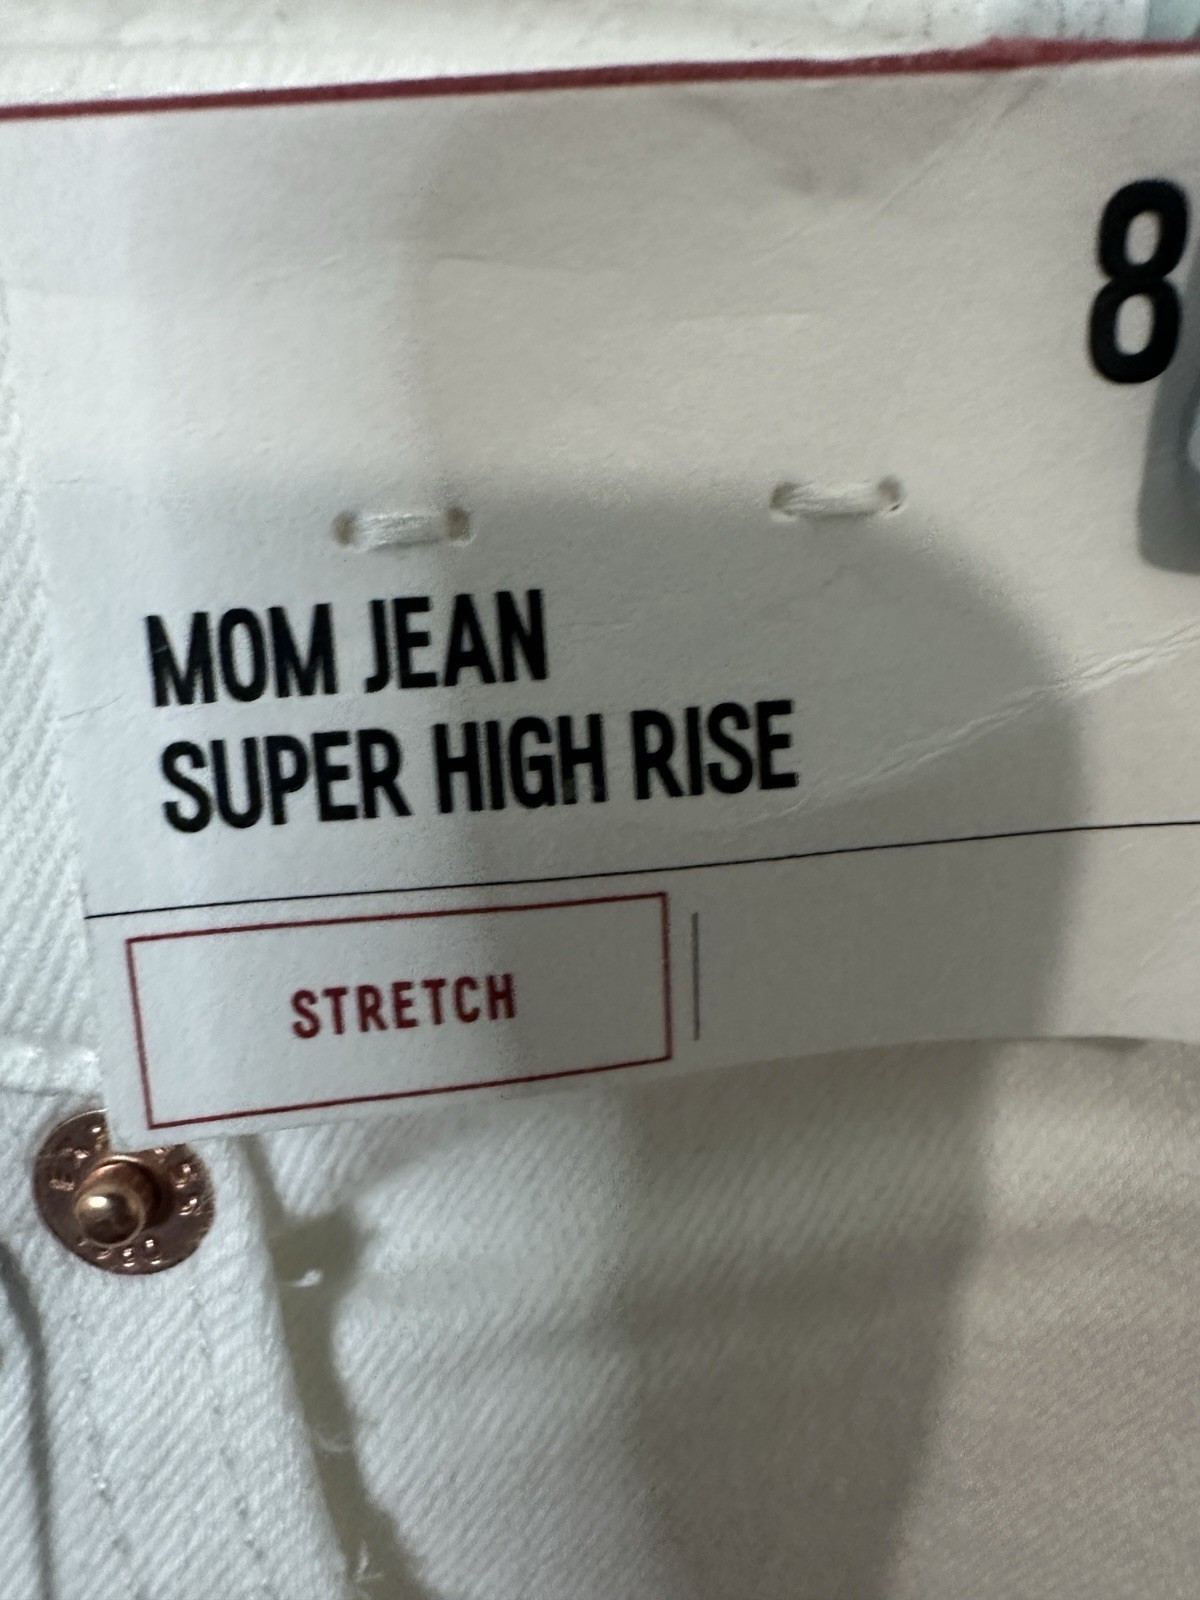 8
MOM JEAN
SUPER HIGH RISE
STRETCH